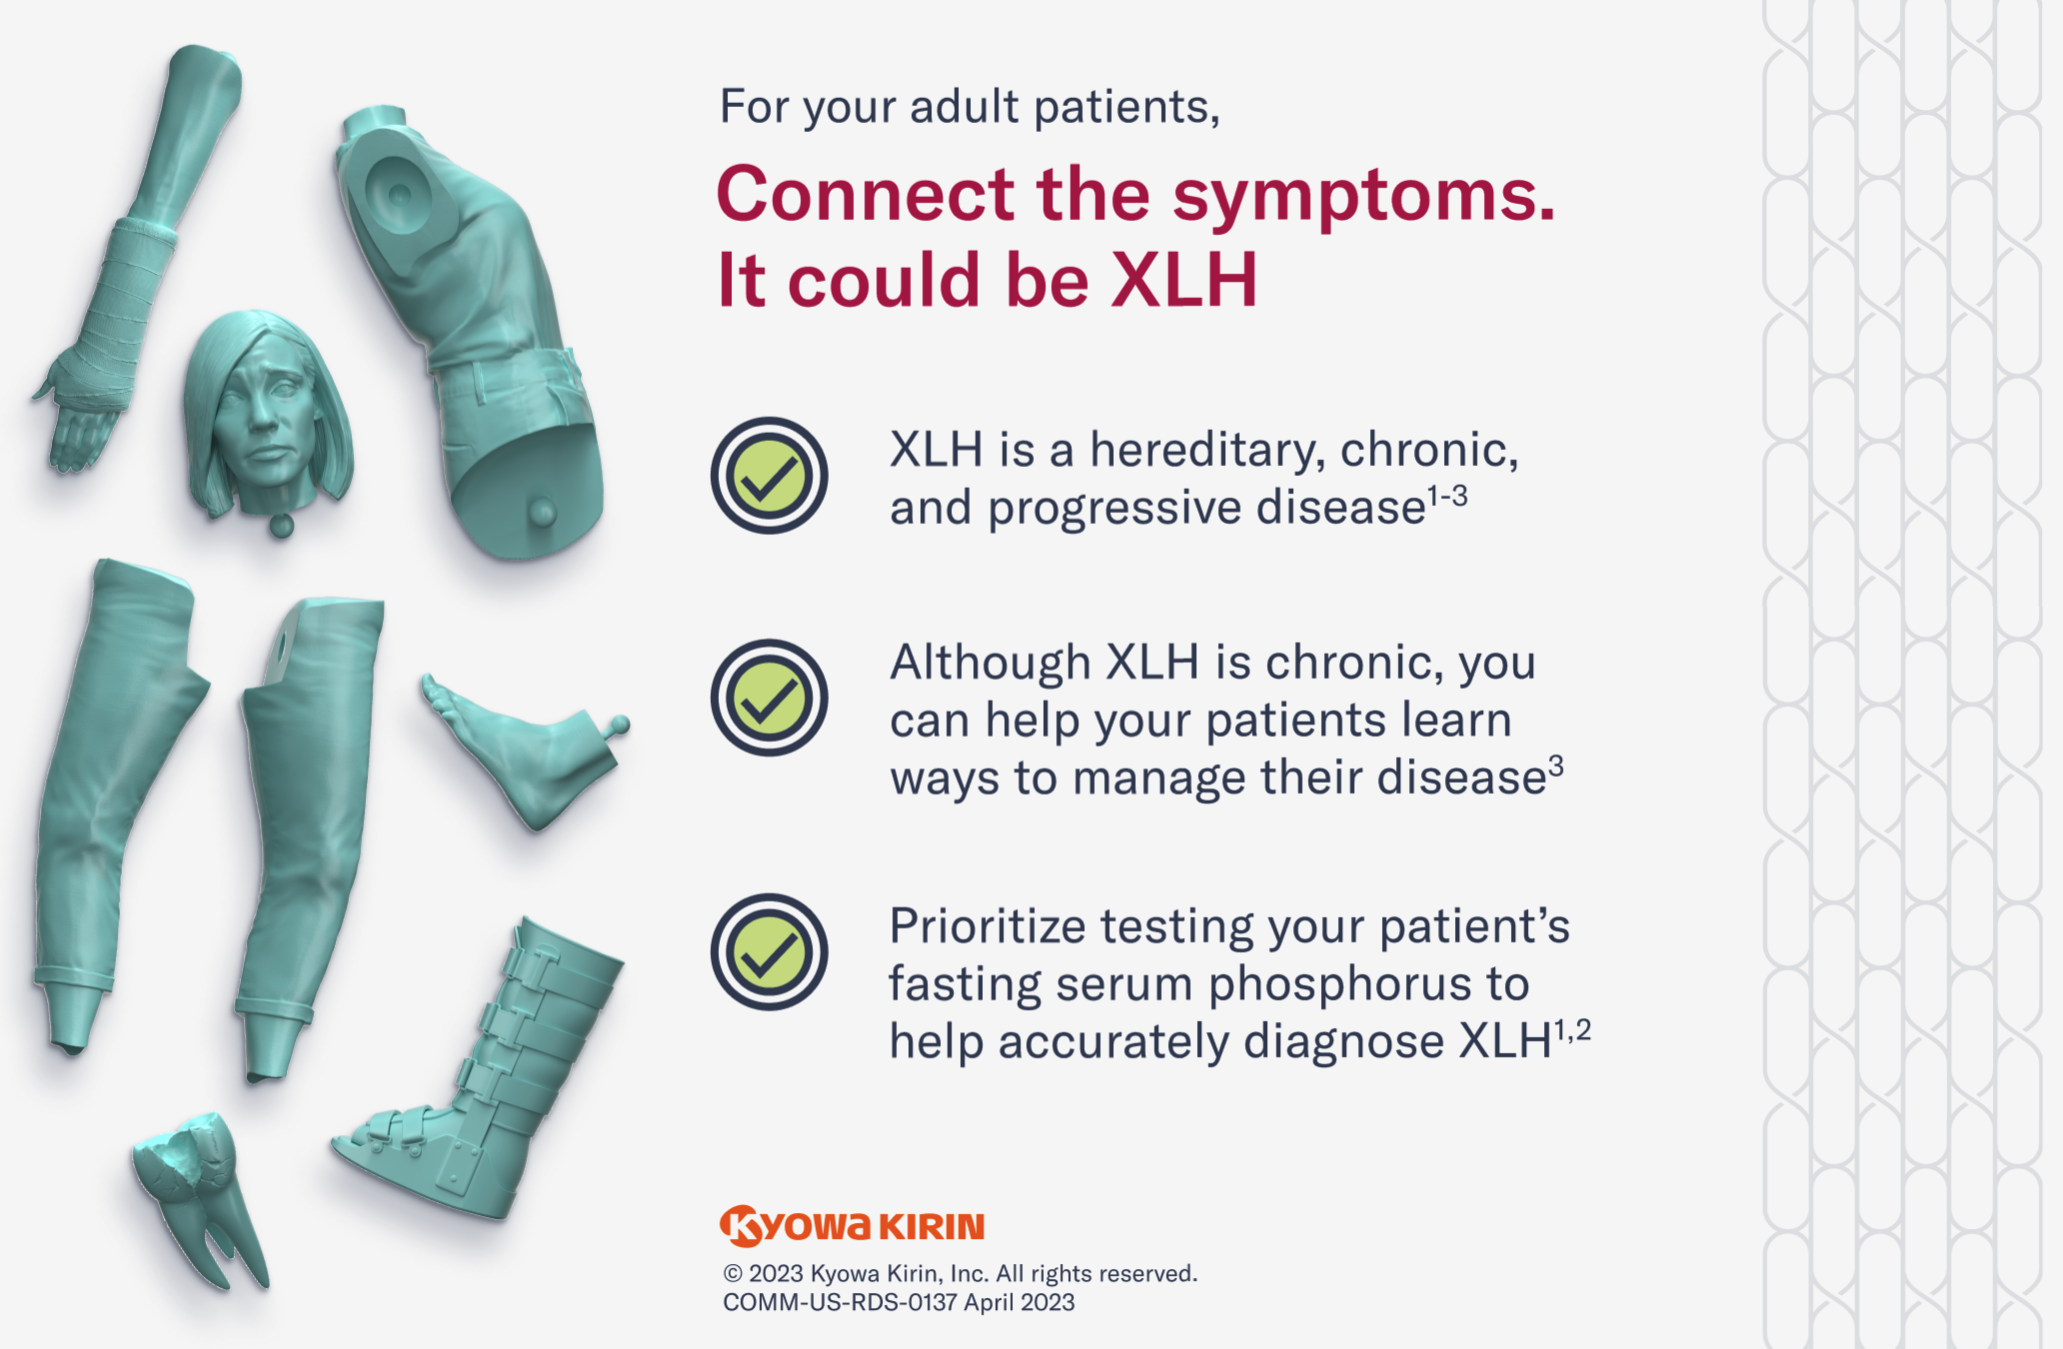 For your adult patients,
Connect the symptoms.
It could be XLH
XLH is a hereditary, chronic,
and progressive disease¹⁻³
Although XLH is chronic, you
can help your patients learn
ways to manage their disease³
Prioritize testing your patient’s
fasting serum phosphorus to
help accurately diagnose XLH¹,²
Kyowa KIRIN
© 2023 Kyowa Kirin, Inc. All rights reserved.
COMM-US-RDS-0137 April 2023